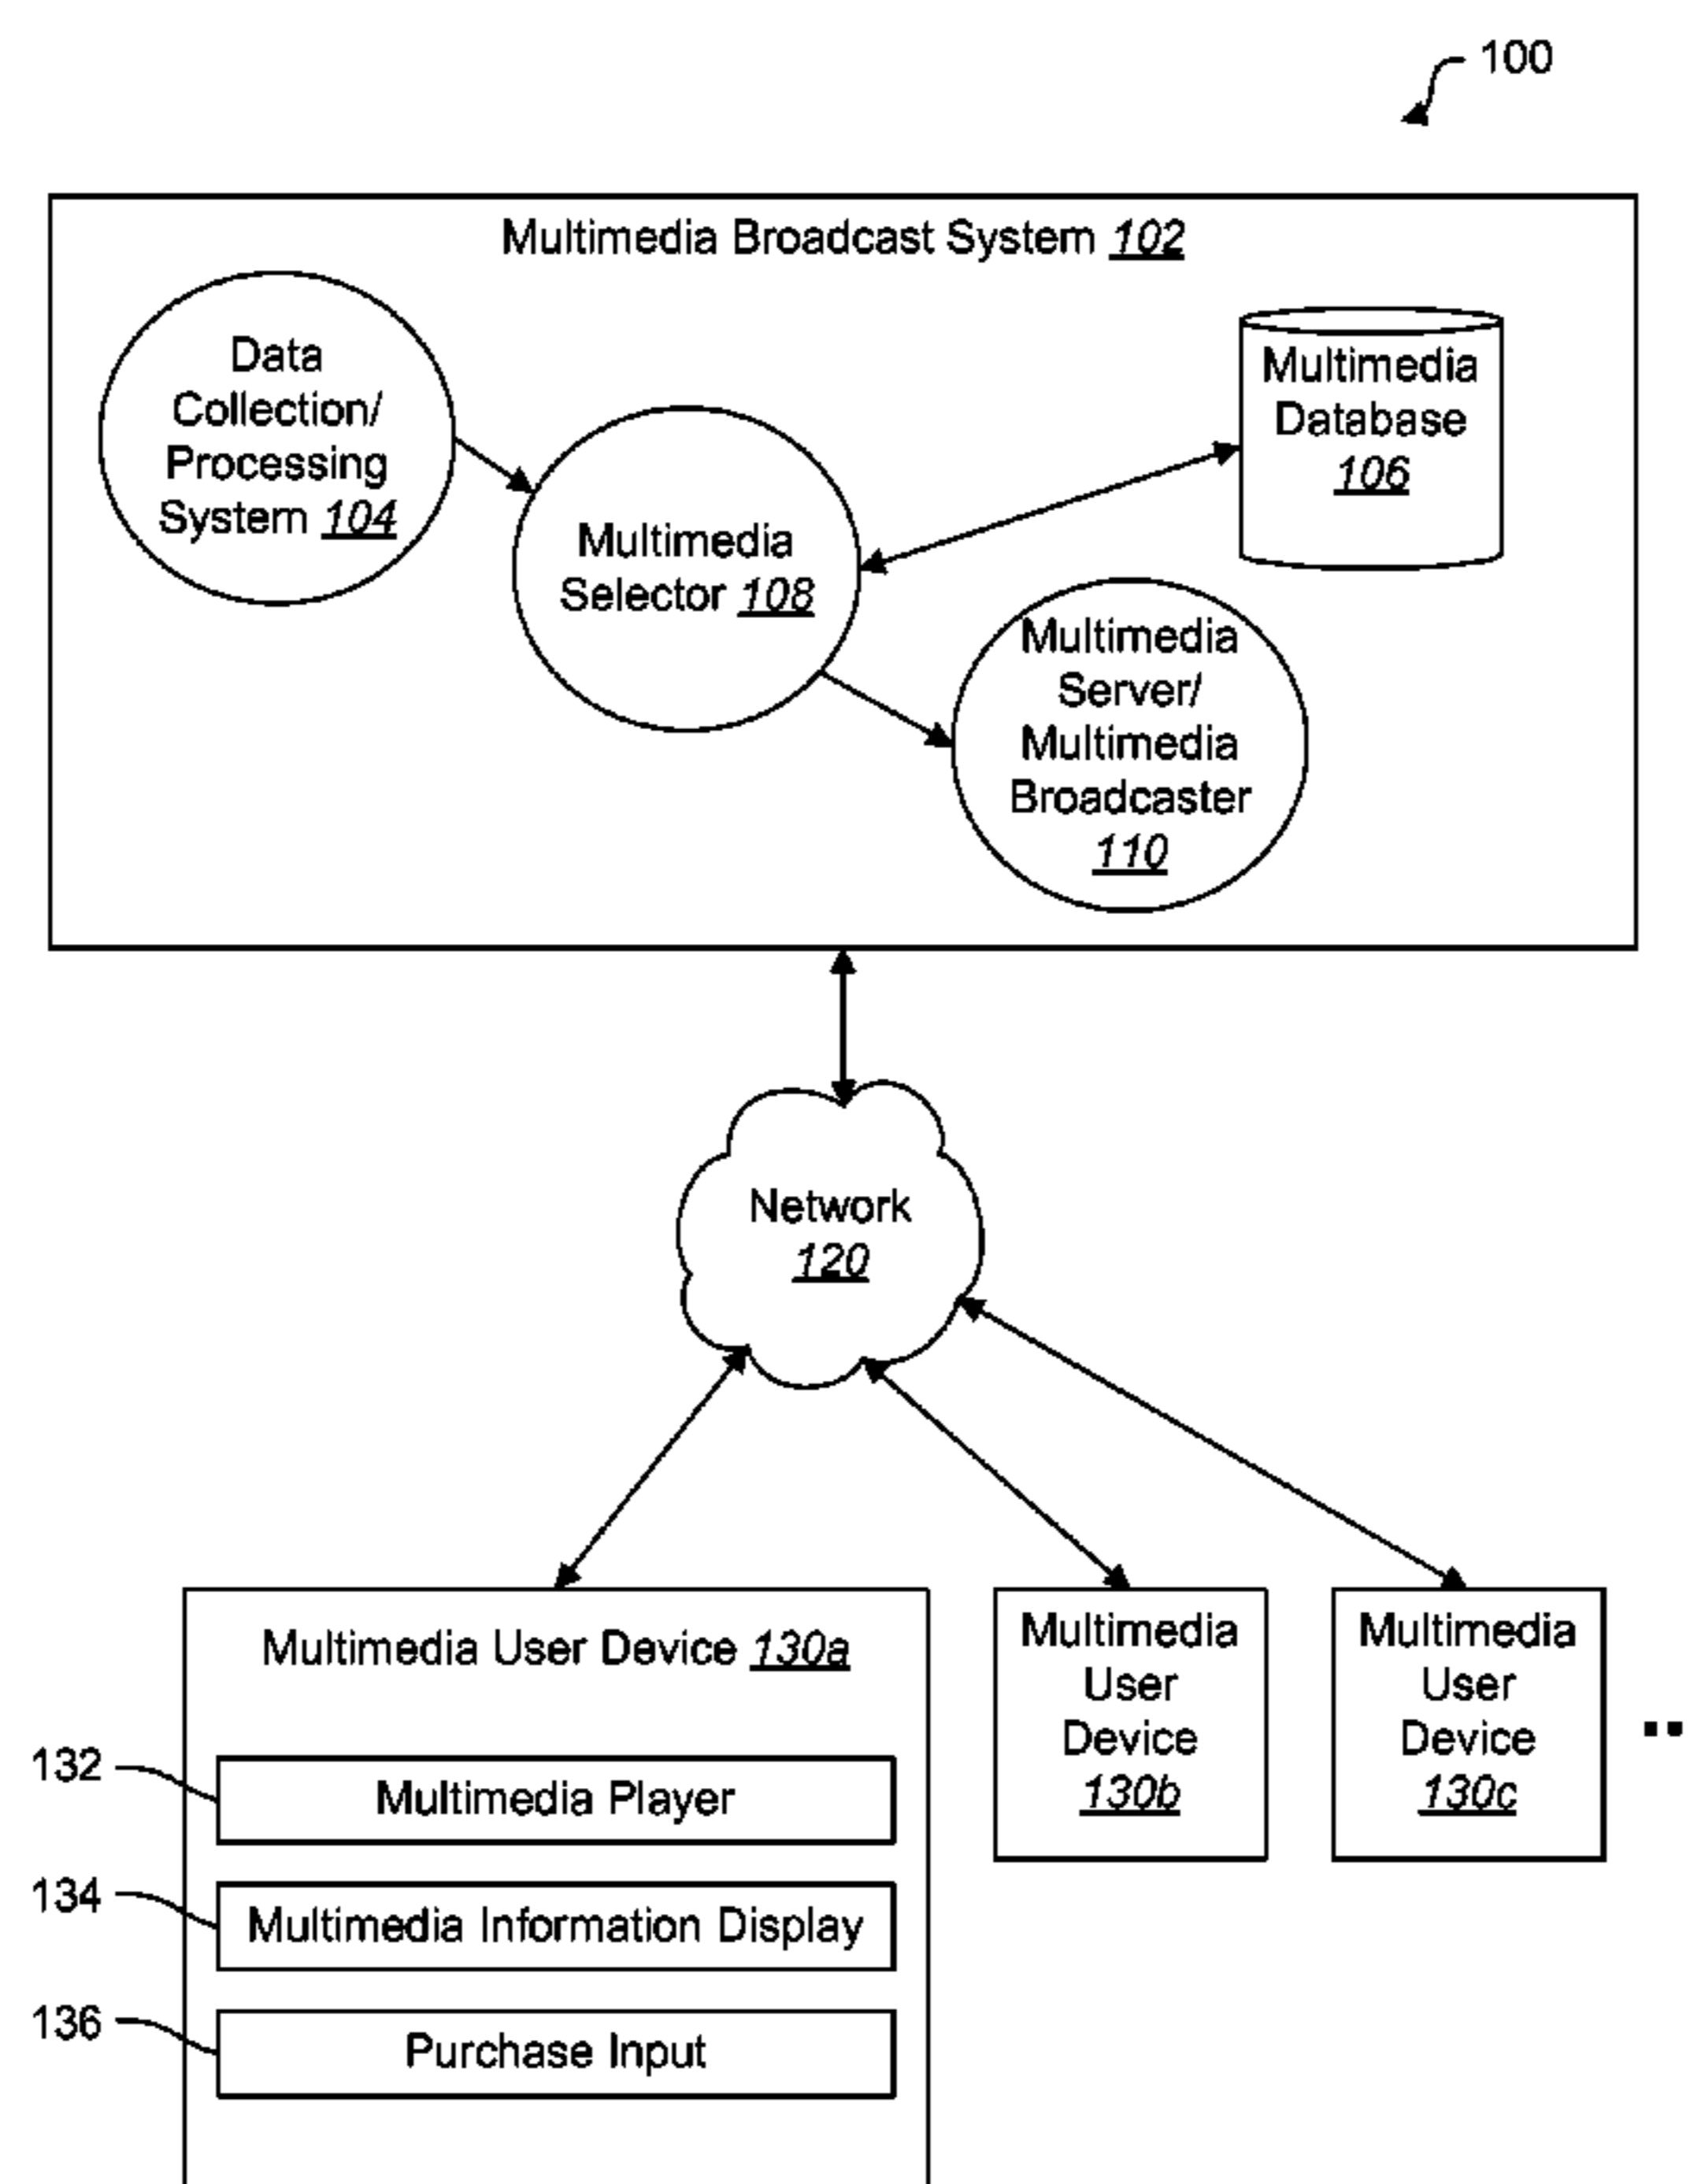 100
Multimedia Broadcast System 102
Data
Collection/
Processing
System 104
Multimedia
Database
106
Multimedia
Selector 108
Multimedia
Server/
Multimedia
Broadcaster
110
Network
120
Multimedia User Device 130a
132
Multimedia Player
134
Multimedia Information Display
136
Purchase Input
Multimedia
User
Device
130b
Multimedia
User
Device
130c